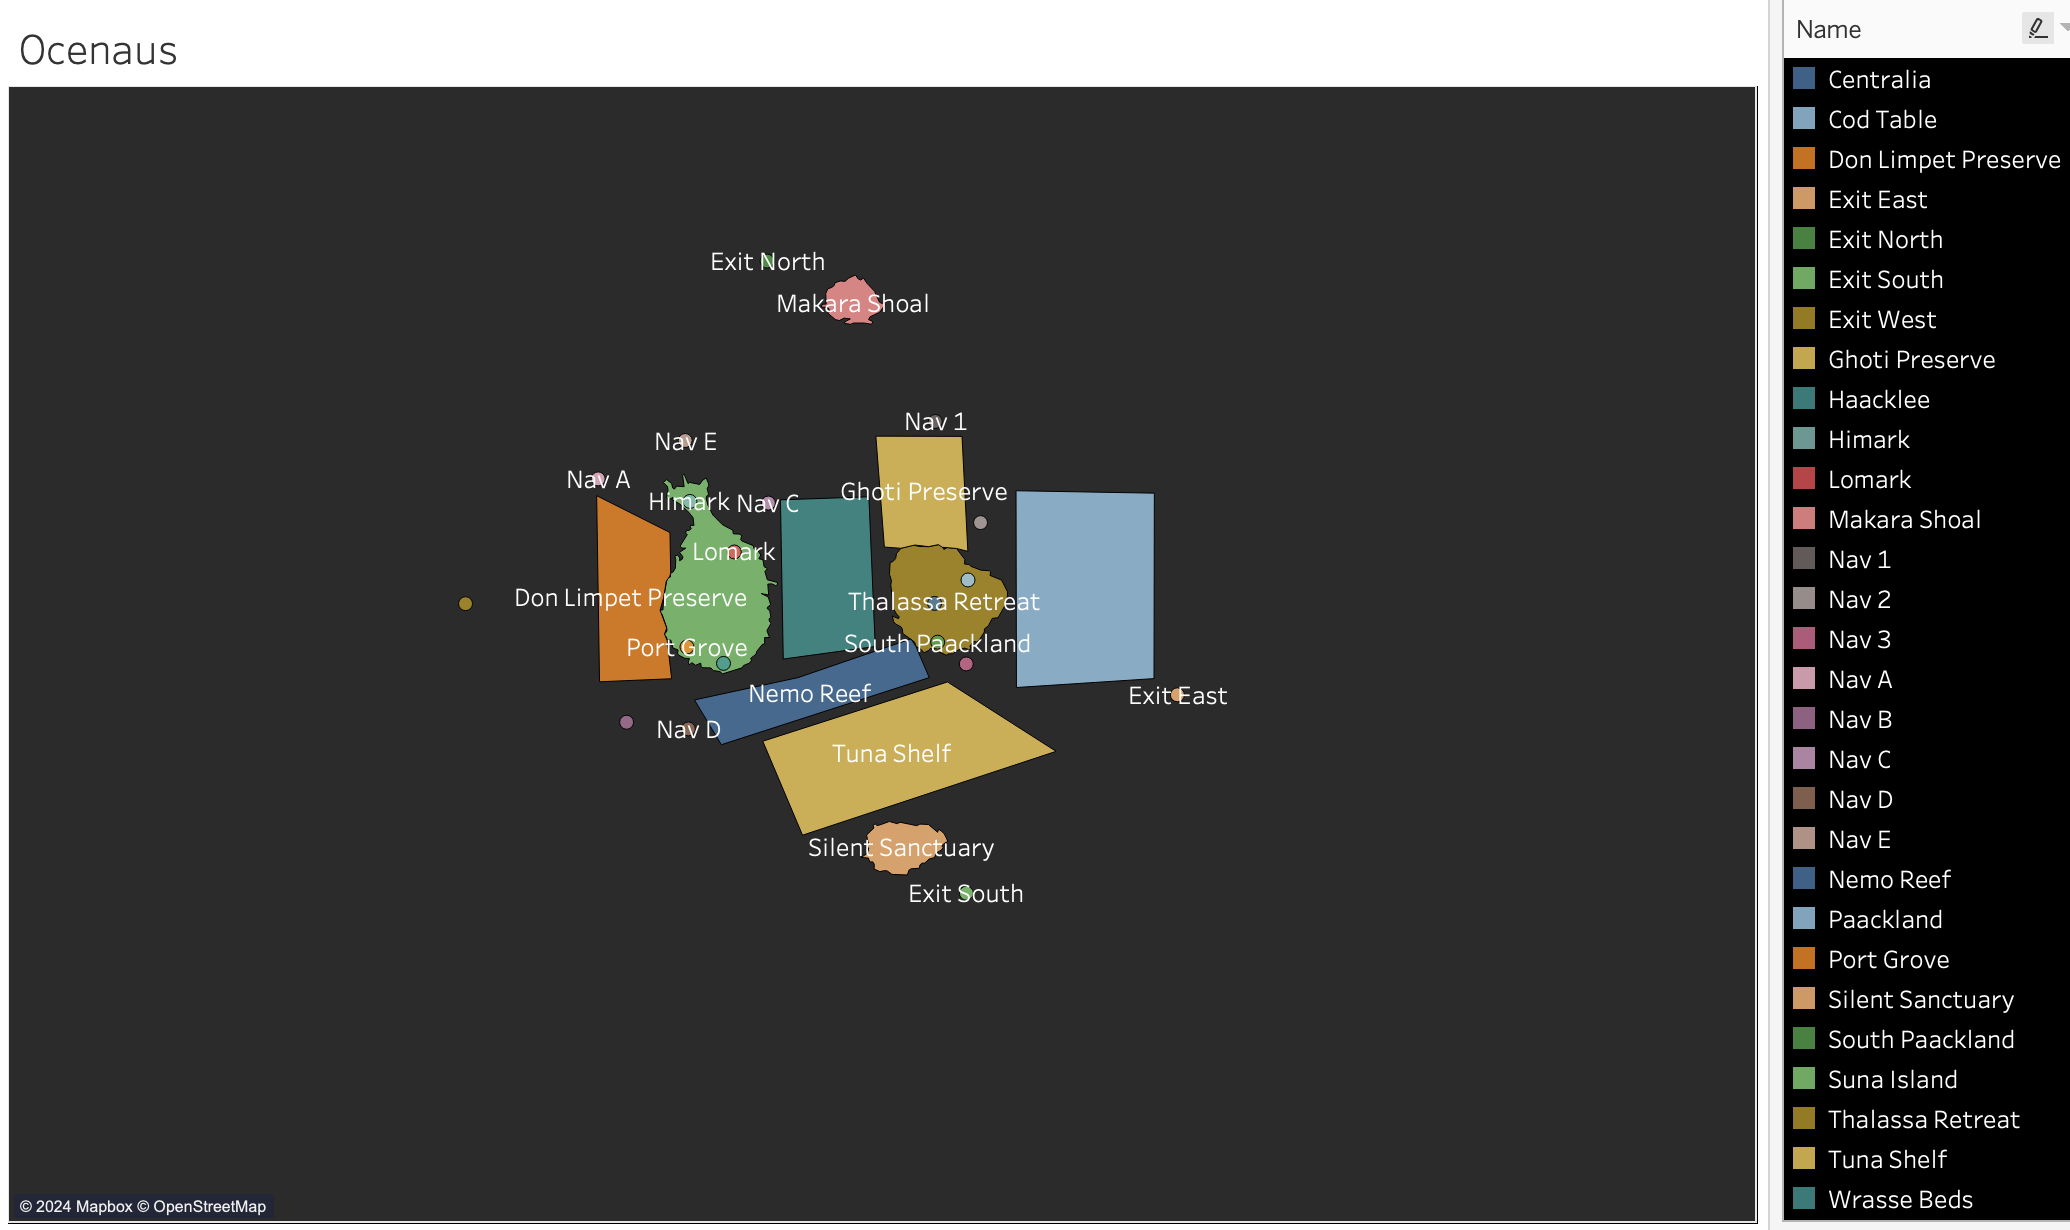 Ocenaus
Exit North
Makara Shoal
Nav 1
Nav E
Nav A
Ghoti Preserve
Himark
Nav C
Lomark
Don Limpet Preserve
Thalassa Retreat
Port Grove
South Paackland
Nemo Reef
Exit East
Nav D
Tuna Shelf
Silent Sanctuary
Exit South
© 2024 Mapbox © OpenStreetMap
Name
Centralia
Cod Table
Don Limpet Preserve
Exit East
Exit North
Exit South
Exit West
Ghoti Preserve
Haacklee
Himark
Lomark
Makara Shoal
Nav 1
Nav 2
Nav 3
Nav A
Nav B
Nav C
Nav D
Nav E
Nemo Reef
Paackland
Port Grove
Silent Sanctuary
South Paackland
Suna Island
Thalassa Retreat
Tuna Shelf
Wrasse Beds